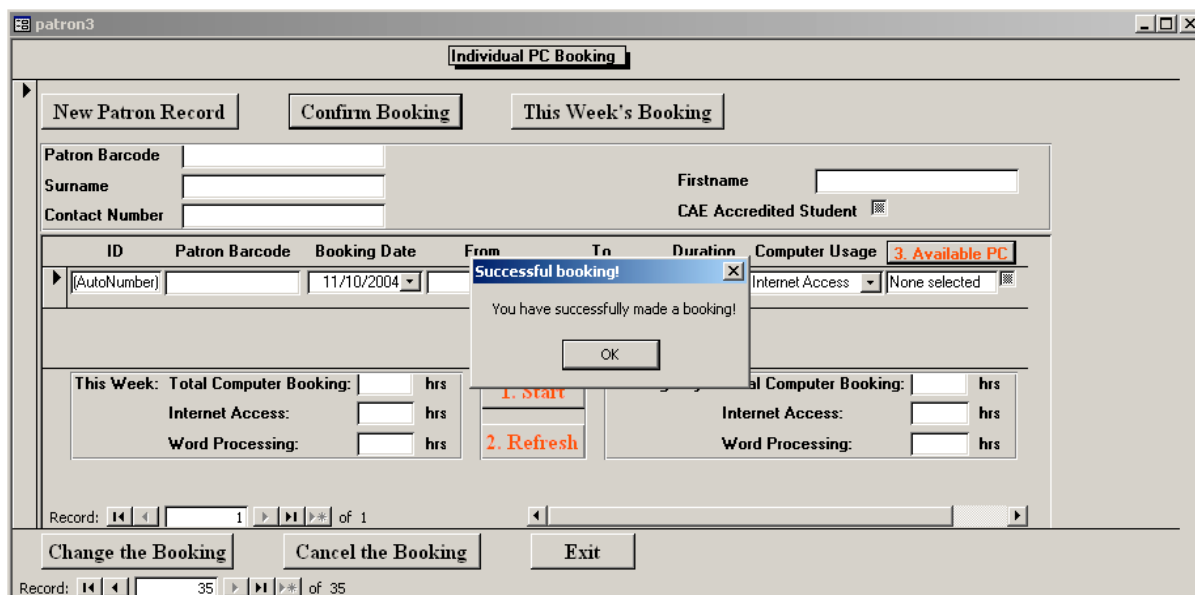 patron3
Individual PC Booking
New Patron Record Confirm Booking This Week's Booking
Patron Barcode
Surname Firstname
Contact Number CAE Accredited Student
ID Patron Barcode Booking Date From To Duration Computer Usage 3. Available PC
(AutoNumber) 11/10/2004 Internet Access None selected
Successful booking!
You have successfully made a booking!
OK
This Week: Total Computer Booking: hrs 1. Start Computer Booking: hrs
Internet Access: hrs Internet Access: hrs
Word Processing: hrs 2. Refresh Word Processing: hrs
Record: 1 of 1
Change the Booking Cancel the Booking Exit
Record: 35 of 35